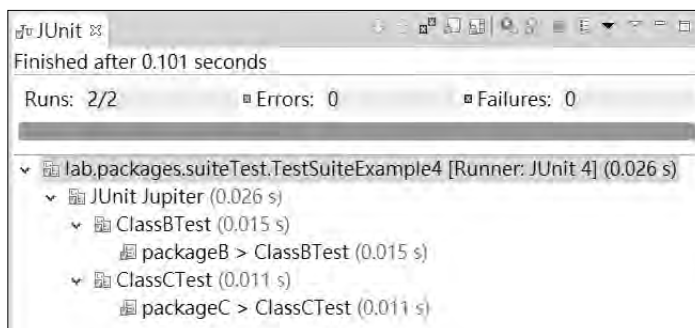 JUnit
Finished after 0.101 seconds
Runs: 2/2 Errors: 0 Failures: 0
lab.packages.suiteTest.TestSuiteExample4 [Runner: JUnit 4] (0.026 s)
JUnit Jupiter (0.026 s)
ClassBTest (0.015 s)
packageB > ClassBTest (0.015 s)
ClassCTest (0.011 s)
packageC > ClassCTest (0.011 s)